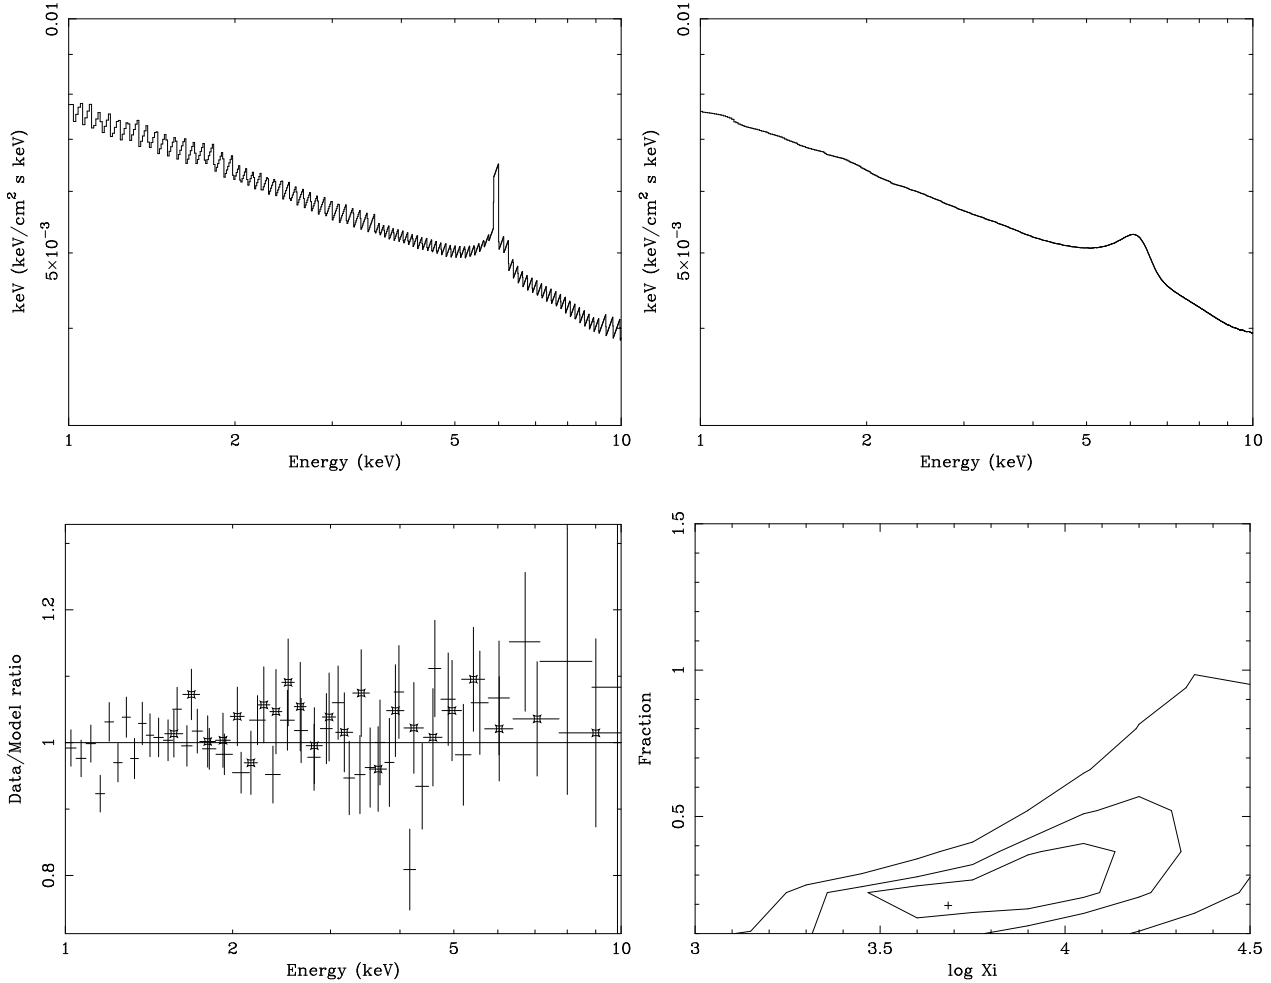 0.01
5×10⁻³
keV (keV/cm² s keV)
1 2 5 10
Energy (keV)
0.01
5×10⁻³
keV (keV/cm² s keV)
1 2 5 10
Energy (keV)
1.2
1
0.8
Data/Model ratio
1 2 5 10
Energy (keV)
1.5
1
0.5
Fraction
3 3.5 4 4.5
log Xi